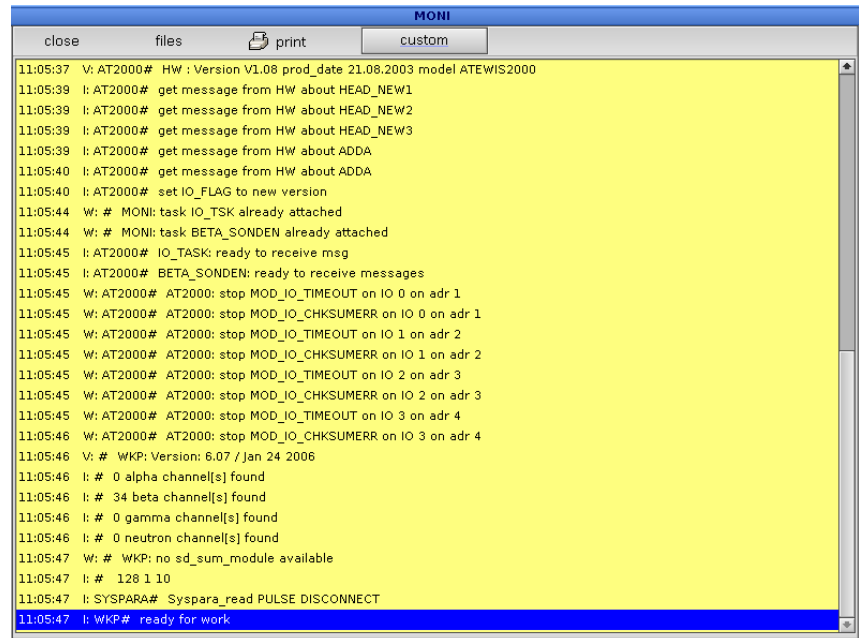 MONI
close files print custom
11:05:37 V: AT2000# HW : Version V1.08 prod_date 21.08.2003 model ATEWIS2000
11:05:39 I: AT2000# get message from HW about HEAD_NEW1
11:05:39 I: AT2000# get message from HW about HEAD_NEW2
11:05:39 I: AT2000# get message from HW about HEAD_NEW3
11:05:39 I: AT2000# get message from HW about ADDA
11:05:40 I: AT2000# get message from HW about ADDA
11:05:40 I: AT2000# set IO_FLAG to new version
11:05:44 W: # MONI: task IO_TSK already attached
11:05:44 W: # MONI: task BETA_SONDEN already attached
11:05:45 I: AT2000# IO_TASK: ready to receive msg
11:05:45 I: AT2000# BETA_SONDEN: ready to receive messages
11:05:45 W: AT2000# AT2000: stop MOD_IO_TIMEOUT on IO 0 on adr 1
11:05:45 W: AT2000# AT2000: stop MOD_IO_CHKSUMERR on IO 0 on adr 1
11:05:45 W: AT2000# AT2000: stop MOD_IO_TIMEOUT on IO 1 on adr 2
11:05:45 W: AT2000# AT2000: stop MOD_IO_CHKSUMERR on IO 1 on adr 2
11:05:45 W: AT2000# AT2000: stop MOD_IO_TIMEOUT on IO 2 on adr 3
11:05:45 W: AT2000# AT2000: stop MOD_IO_CHKSUMERR on IO 2 on adr 3
11:05:45 W: AT2000# AT2000: stop MOD_IO_TIMEOUT on IO 3 on adr 4
11:05:46 W: AT2000# AT2000: stop MOD_IO_CHKSUMERR on IO 3 on adr 4
11:05:46 V: # WKP: Version: 6.07 / Jan 24 2006
11:05:46 I: # 0 alpha channel[s] found
11:05:46 I: # 34 beta channel[s] found
11:05:46 I: # 0 gamma channel[s] found
11:05:46 I: # 0 neutron channel[s] found
11:05:47 W: # WKP: no sd_sum_module available
11:05:47 I: # 128 1 10
11:05:47 I: SYSPARA# Syspara_read PULSE DISCONNECT
11:05:47 I: WKP# ready for work